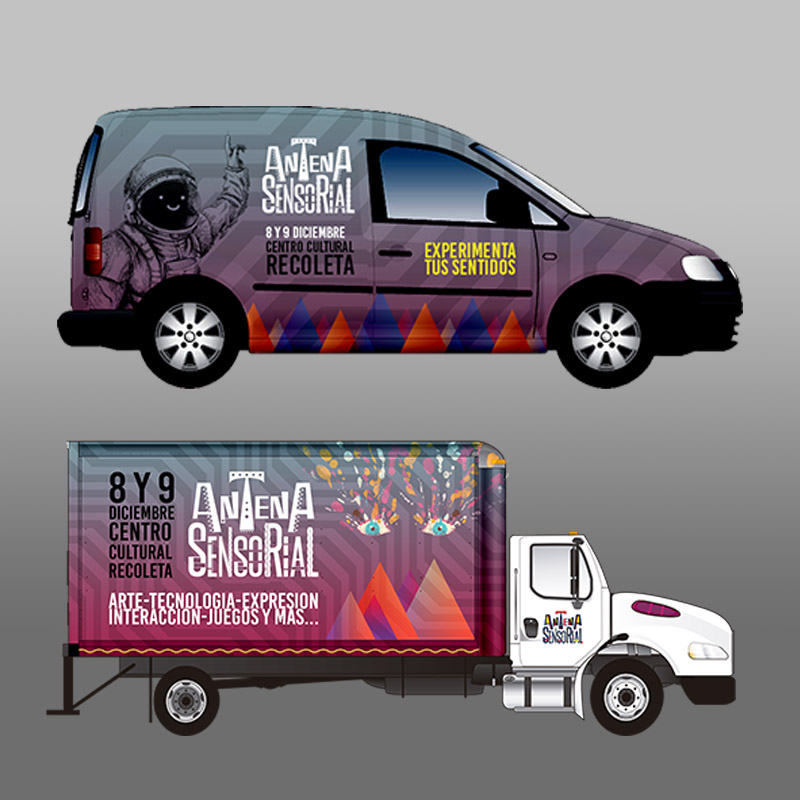 ANTENA
SENSORIAL
8 Y 9 DICIEMBRE
CENTRO CULTURAL
RECOLETA
EXPERIMENTA
TUS SENTIDOS
8 Y 9
DICIEMBRE
CENTRO
CULTURAL
RECOLETA
ANTENA
SENSORIAL
ARTE-TECNOLOGIA-EXPRESION
INTERACCION-JUEGOS Y MAS...
ANTENA
SENSORIAL